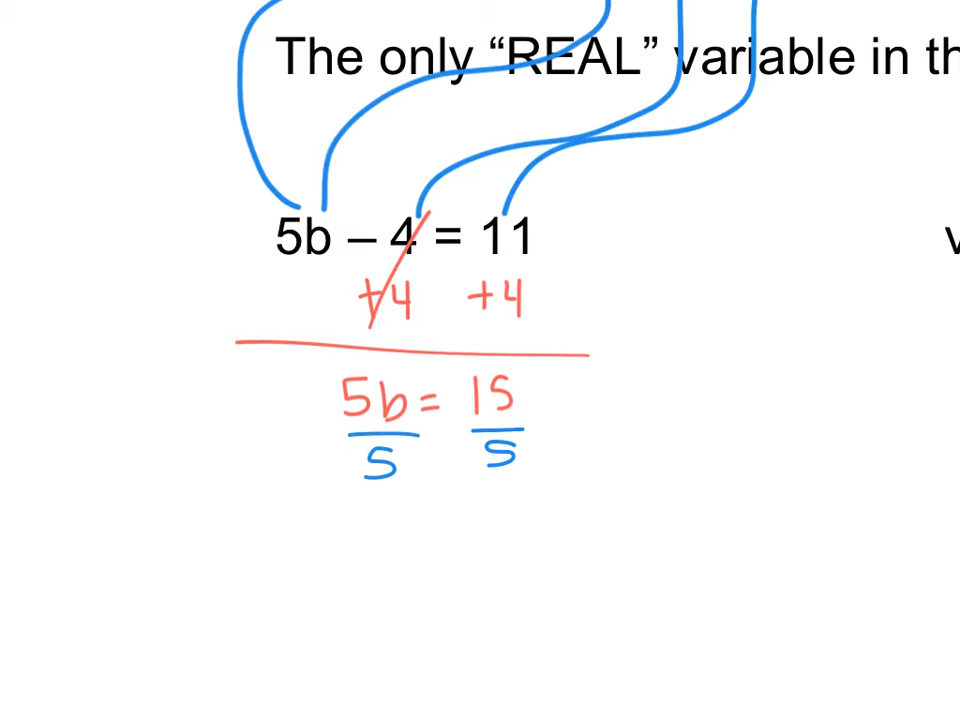 The only “REAL” variable in th
5b – 4 = 11
+4 +4
5b = 15
5 5